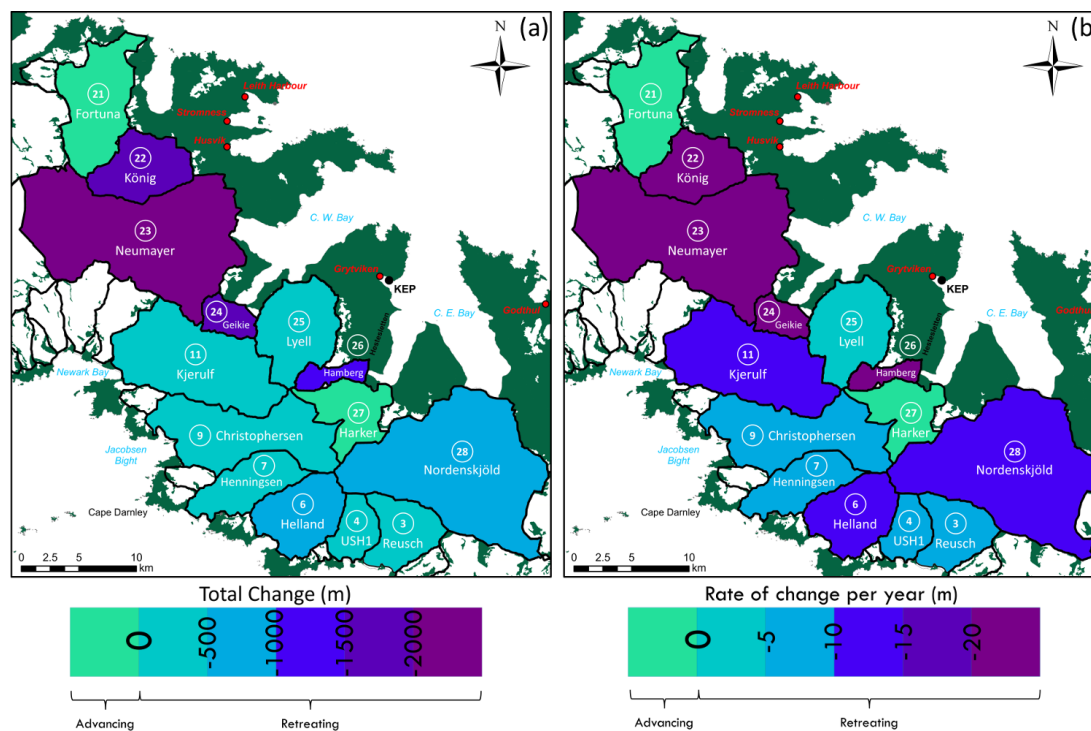 (a)
N
21
Fortuna
Leith Harbour
Stromness
Husvik
22
König
23
Neumayer
C. W. Bay
Grytviken
KEP
24
Geikie
25
Lyell
C. E. Bay
Godthul
26
Hestesletten
11
Kjerulf
Newark Bay
Hamberg
27
Harker
9
Christophersen
28
Nordenskjöld
Jacobsen
Bight
7
Henningsen
6
Helland
4
USH1
3
Reusch
Cape Darnley
0 2.5 5 10
km
Total Change (m)
0
-500
-1000
-1500
-2000
Advancing
Retreating
(b)
N
21
Fortuna
Leith Harbour
Stromness
Husvik
22
König
23
Neumayer
C. W. Bay
Grytviken
KEP
24
Geikie
25
Lyell
C. E. Bay
Godthul
26
Hestesletten
11
Kjerulf
Newark Bay
Hamberg
27
Harker
9
Christophersen
28
Nordenskjöld
Jacobsen
Bight
7
Henningsen
6
Helland
4
USH1
3
Reusch
Cape Darnley
0 2.5 5 10
km
Rate of change per year (m)
0
-5
-10
-15
-20
Advancing
Retreating